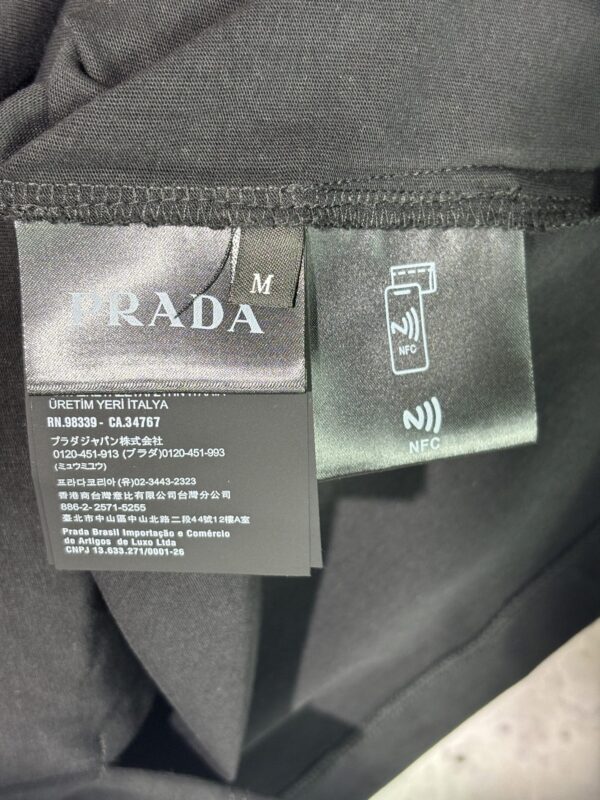 M
PRADA
ÜRETİM YERİ İTALYA
RN.98339 - CA.34767
プラダジャパン株式会社
0120-451-913 (プラダ) 0120-451-993
(ミュウミュウ)
프라다코리아 (유) 02-3443-2323
香港商台灣意比有限公司台灣分公司
886-2- 2571-5255
臺北市中山區中山北路二段44號12樓A室
Prada Brasil Importação e Comércio
de Artigos de Luxo Ltda
CNPJ 13.633.271/0001-26
NFC
NFC